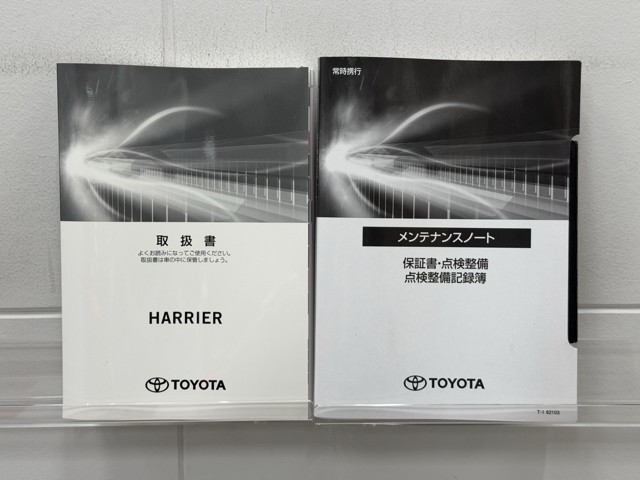 取扱書
よくお読みになってご使用ください。
取扱書は車の中に保管しましょう。
HARRIER
TOYOTA
常時携行
メンテナンスノート
保証書・点検整備
点検整備記録簿
TOYOTA
T-I 62103